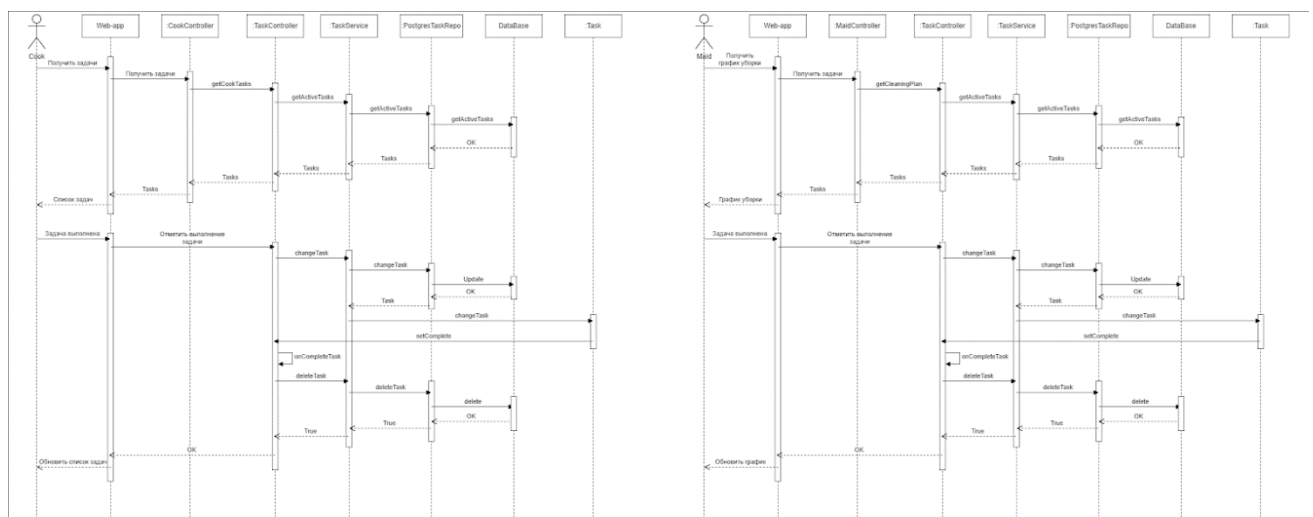 Web-app
:CookController
:TaskController
:TaskService
:PostgresTaskRepo
DataBase
:Task
Cook
Получить задачи
Получить задачи
getCookTasks
getActiveTasks
getActiveTasks
getActiveTasks
OK
Tasks
Tasks
Tasks
Tasks
Список задач
Задача выполнена
Отметить выполнение
задачи
changeTask
changeTask
Update
OK
Task
changeTask
setComplete
onCompleteTask
deleteTask
deleteTask
delete
OK
True
True
OK
Обновить список задач
Web-app
:MaidController
:TaskController
:TaskService
:PostgresTaskRepo
DataBase
:Task
Maid
Получить
график уборки
Получить задачи
getCleaningPlan
getActiveTasks
getActiveTasks
getActiveTasks
OK
Tasks
Tasks
Tasks
Tasks
График уборки
Задача выполнена
Отметить выполнение
задачи
changeTask
changeTask
Update
OK
Task
changeTask
setComplete
onCompleteTask
deleteTask
deleteTask
delete
OK
True
True
OK
Обновить график